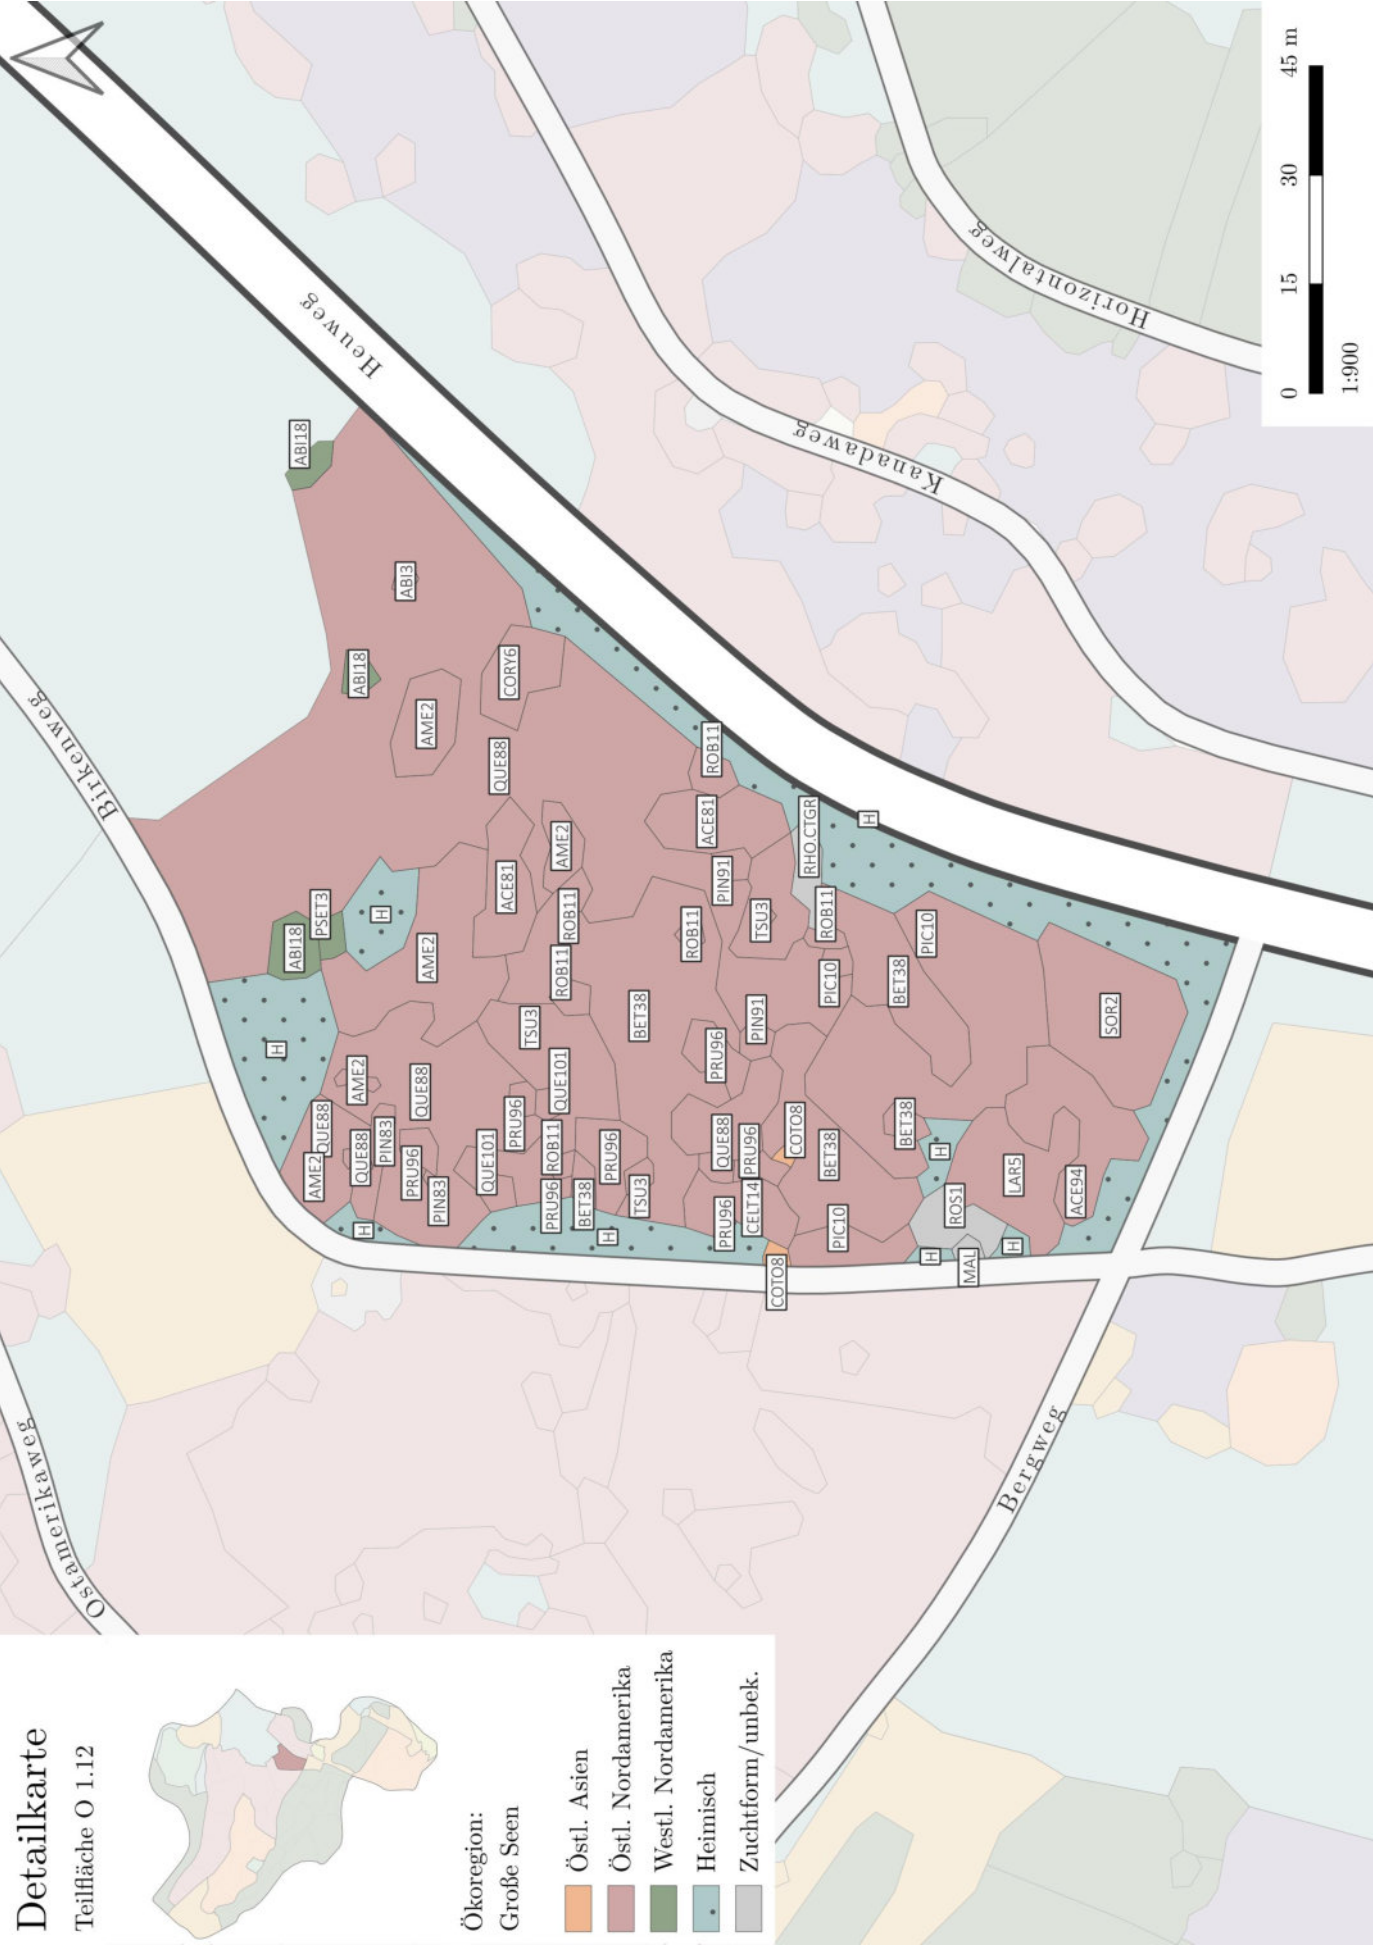 Detailkarte
Teilfläche O 1.12
Ökoregion:
Große Seen
Östl. Asien
Östl. Nordamerika
Westl. Nordamerika
Heimisch
Zuchtform/unbek.
Ostamerikaweg
Birkenweg
Heuweg
Kanadaweg
Horizontalweg
Bergweg
0 15 30 45 m
1:900
ABI18
ABI3
ABI18
AME2
CORY6
QUE88
ROB11
ACE81
AME2
ACE81
PIN91
RHO.CTGR
H
PSET3
ABI18
H
AME2
ROB11
ROB11
ROB11
TSU3
ROB11
PIC10
PIC10
BET38
H
TSU3
BET38
PIN91
SOR2
AME2
QUE88
QUE101
PRU96
QUE88
AME2
QUE88
PIN83
PRU96
PIN83
QUE101
PRU96
ROB11
PRU96
BET38
PRU96
TSU3
QUE88
PRU96
COTO8
BET38
BET38
H
PRU96
CELT14
PIC10
ROS1
LAR5
ACE94
H
H
COTO8
H
MAL
H